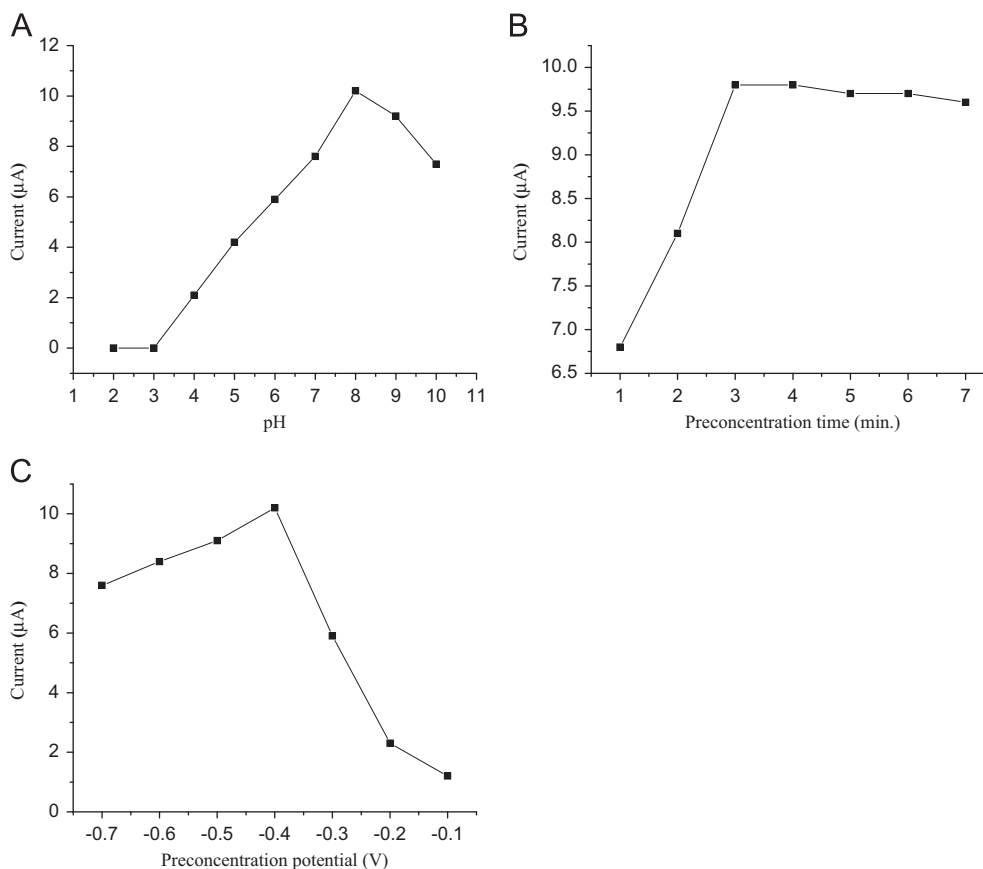 A
12
10
8
6
4
2
0
Current (μA)
1 2 3 4 5 6 7 8 9 10 11
pH
B
10.0
9.5
9.0
8.5
8.0
7.5
7.0
6.5
Current (μA)
1 2 3 4 5 6 7
Preconcentration time (min.)
C
10
8
6
4
2
0
Current (μA)
-0.7 -0.6 -0.5 -0.4 -0.3 -0.2 -0.1
Preconcentration potential (V)